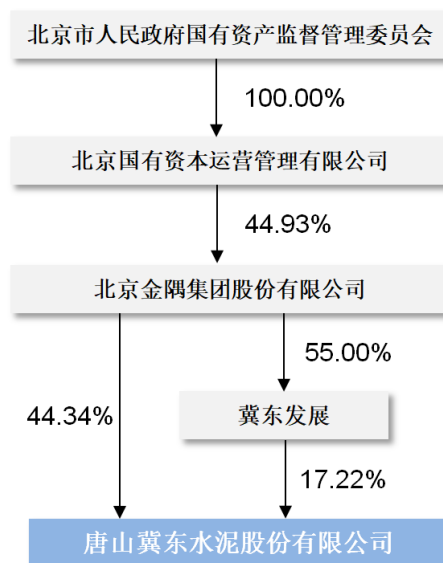 北京市人民政府国有资产监督管理委员会
100.00%
北京国有资本运营管理有限公司
44.93%
北京金隅集团股份有限公司
55.00%
44.34%
冀东发展
17.22%
唐山冀东水泥股份有限公司